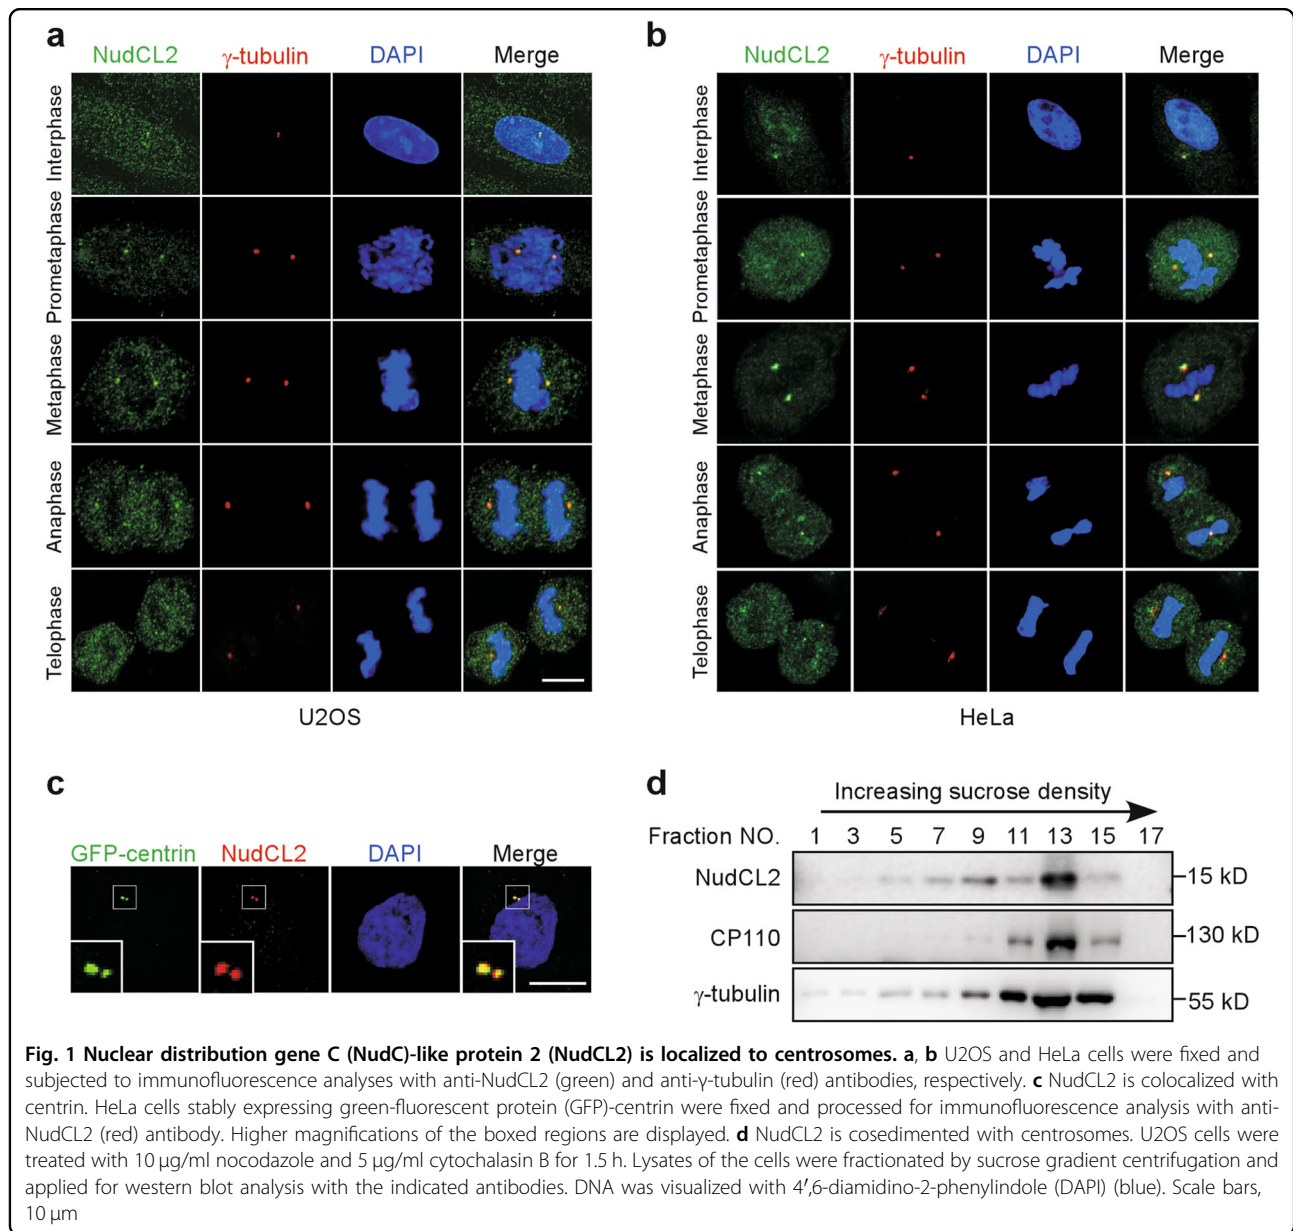 a
NudCL2 γ-tubulin DAPI Merge
Interphase
Prometaphase
Metaphase
Anaphase
Telophase
U2OS
b
NudCL2 γ-tubulin DAPI Merge
Interphase
Prometaphase
Metaphase
Anaphase
Telophase
HeLa
c
GFP-centrin NudCL2 DAPI Merge
d
Increasing sucrose density
Fraction NO. 1 3 5 7 9 11 13 15 17
NudCL2 15 kD
CP110 130 kD
γ-tubulin 55 kD
Fig. 1 Nuclear distribution gene C (NudC)-like protein 2 (NudCL2) is localized to centrosomes. a, b U2OS and HeLa cells were fixed and
subjected to immunofluorescence analyses with anti-NudCL2 (green) and anti-γ-tubulin (red) antibodies, respectively. c NudCL2 is colocalized with
centrin. HeLa cells stably expressing green-fluorescent protein (GFP)-centrin were fixed and processed for immunofluorescence analysis with anti-
NudCL2 (red) antibody. Higher magnifications of the boxed regions are displayed. d NudCL2 is cosedimented with centrosomes. U2OS cells were
treated with 10 μg/ml nocodazole and 5 μg/ml cytochalasin B for 1.5 h. Lysates of the cells were fractionated by sucrose gradient centrifugation and
applied for western blot analysis with the indicated antibodies. DNA was visualized with 4′,6-diamidino-2-phenylindole (DAPI) (blue). Scale bars,
10 μm